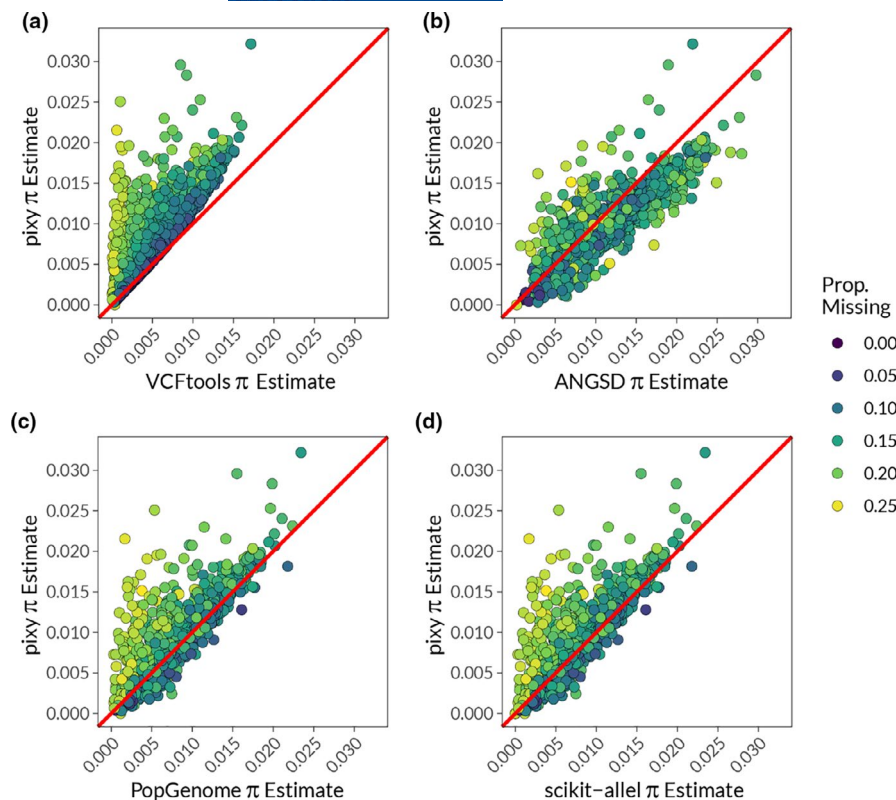 (a)
pixy π Estimate
0.030
0.025
0.020
0.015
0.010
0.005
0.000
0.000 0.005 0.010 0.015 0.020 0.025 0.030
VCFtools π Estimate
(b)
pixy π Estimate
0.030
0.025
0.020
0.015
0.010
0.005
0.000
0.000 0.005 0.010 0.015 0.020 0.025 0.030
ANGSD π Estimate
Prop.
Missing
0.00
0.05
0.10
0.15
0.20
0.25
(c)
pixy π Estimate
0.030
0.025
0.020
0.015
0.010
0.005
0.000
0.000 0.005 0.010 0.015 0.020 0.025 0.030
PopGenome π Estimate
(d)
pixy π Estimate
0.030
0.025
0.020
0.015
0.010
0.005
0.000
0.000 0.005 0.010 0.015 0.020 0.025 0.030
scikit−allel π Estimate